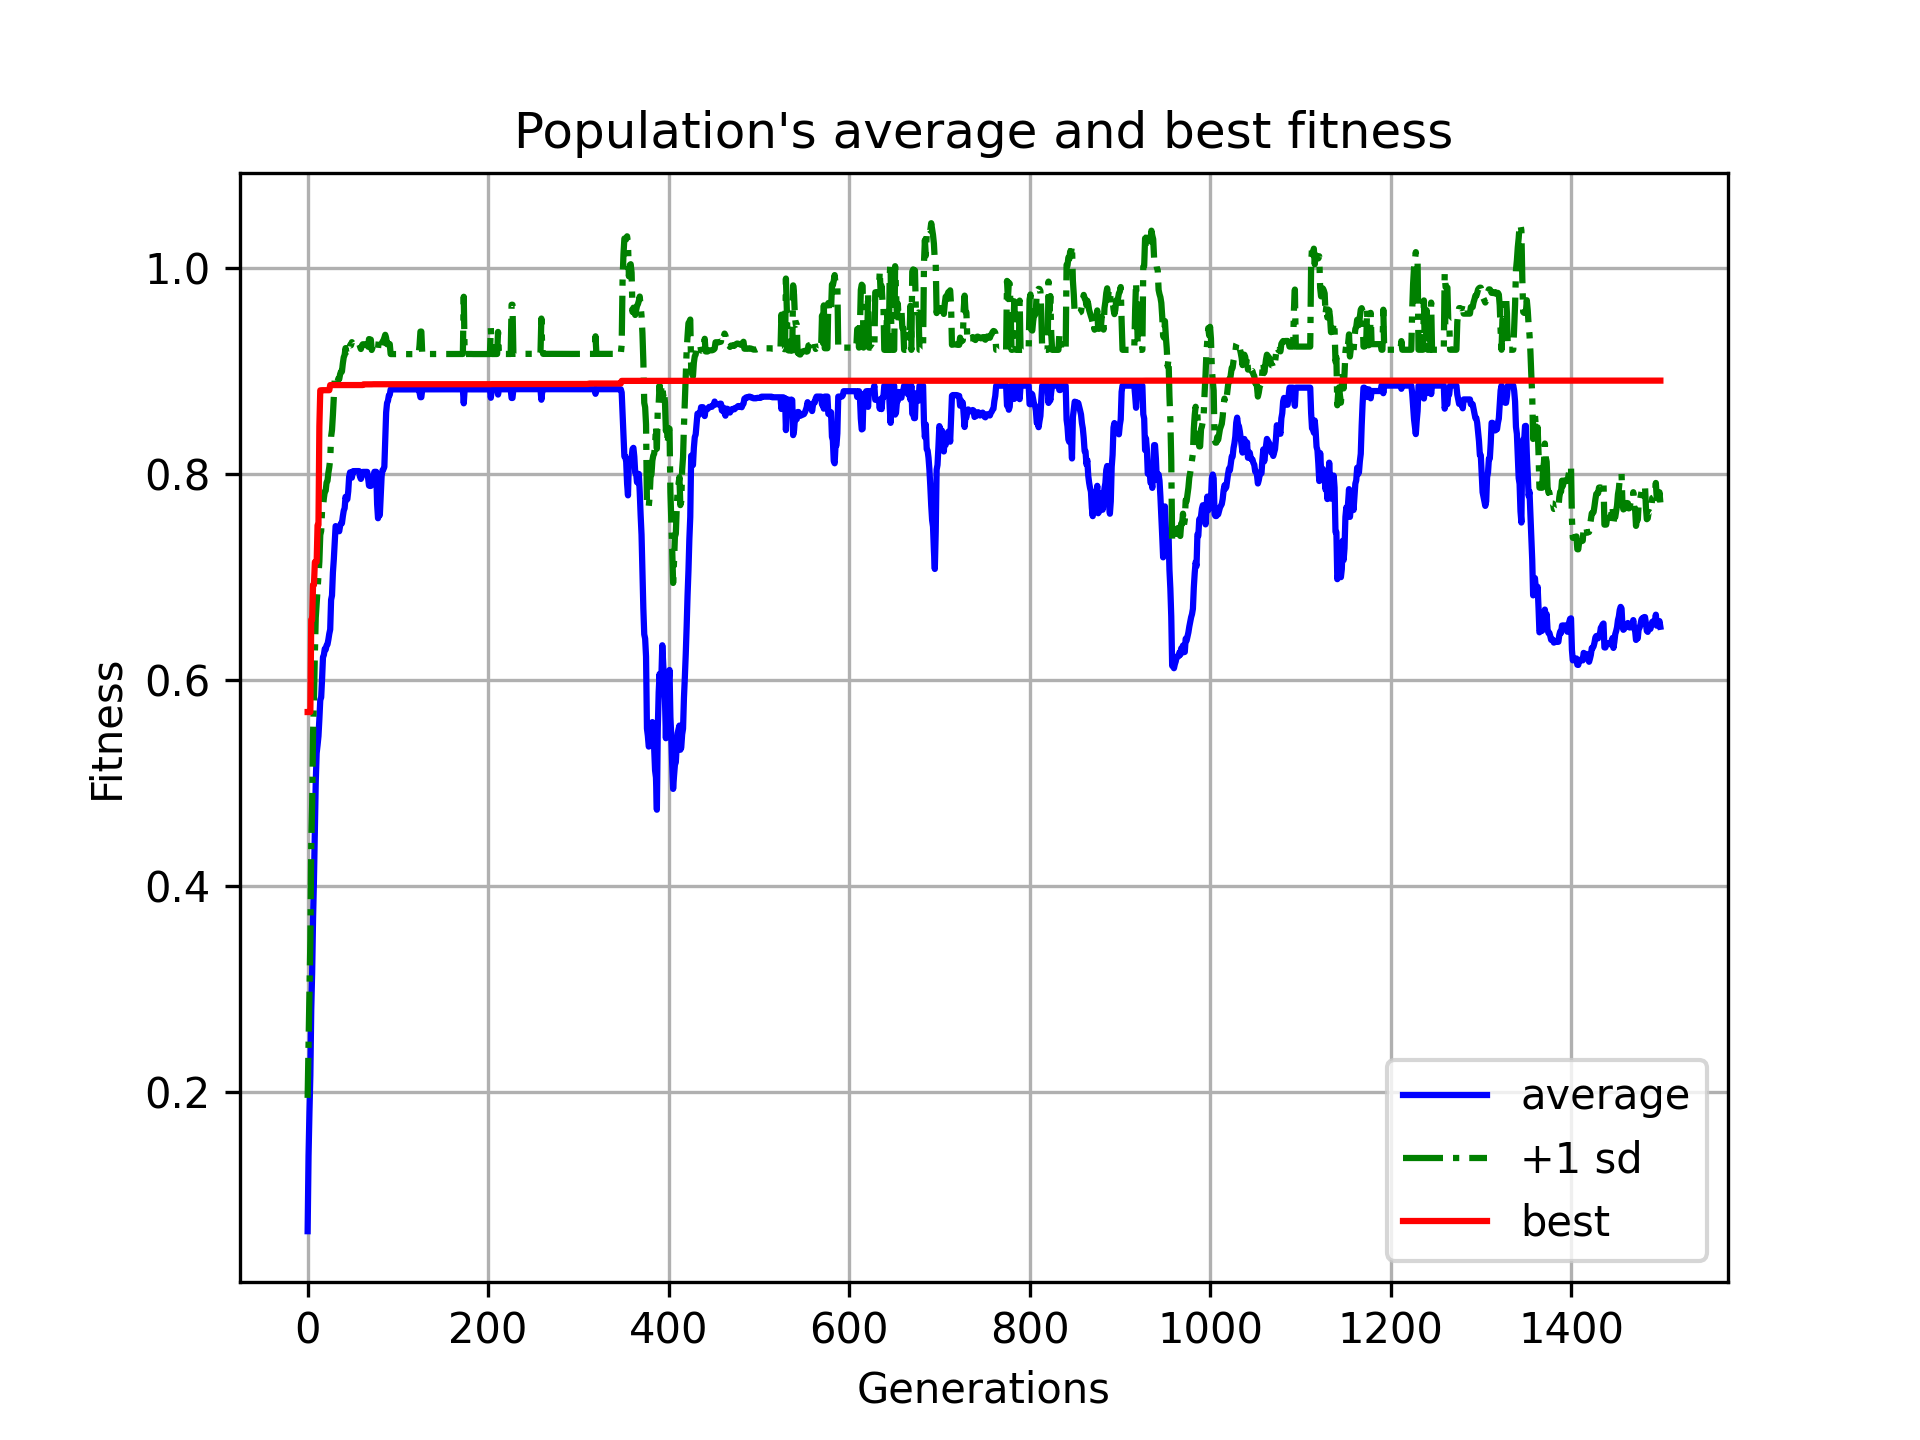 Population's average and best fitness
1.0
0.8
0.6
0.4
0.2
Fitness
0 200 400 600 800 1000 1200 1400
Generations
average
+1 sd
best